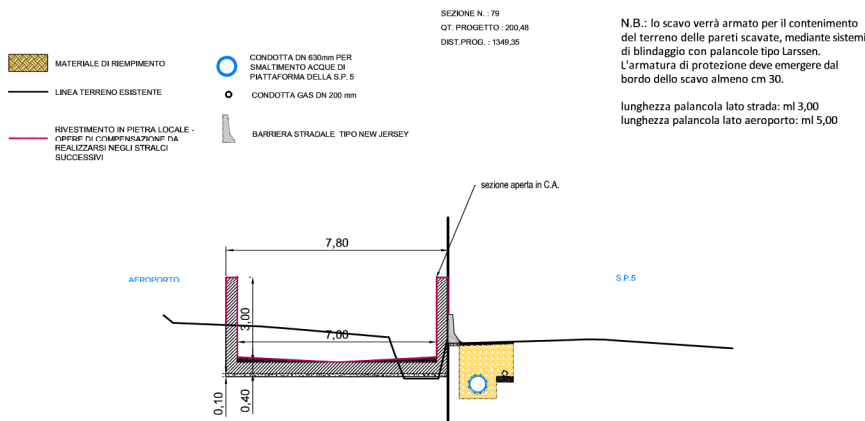 SEZIONE N. : 79
QT. PROGETTO : 200,48
DIST.PROG. : 1349,35
N.B.: lo scavo verrà armato per il contenimento
del terreno delle pareti scavate, mediante sistemi
di blindaggio con palancole tipo Larssen.
L'armatura di protezione deve emergere dal
bordo dello scavo almeno cm 30.
lunghezza palancola lato strada: ml 3,00
lunghezza palancola lato aeroporto: ml 5,00
MATERIALE DI RIEMPIMENTO
LINEA TERRENO ESISTENTE
RIVESTIMENTO IN PIETRA LOCALE -
OPERE DI COMPENSAZIONE DA
REALIZZARSI NEGLI STRALCI
SUCCESSIVI
CONDOTTA DN 630mm PER
SMALTIMENTO ACQUE DI
PIATTAFORMA DELLA S.P. 5
CONDOTTA GAS DN 200 mm
BARRIERA STRADALE TIPO NEW JERSEY
sezione aperta in C.A.
7,80
AEROPORTO
S.P.5
3,00
7,00
0,10
0,40